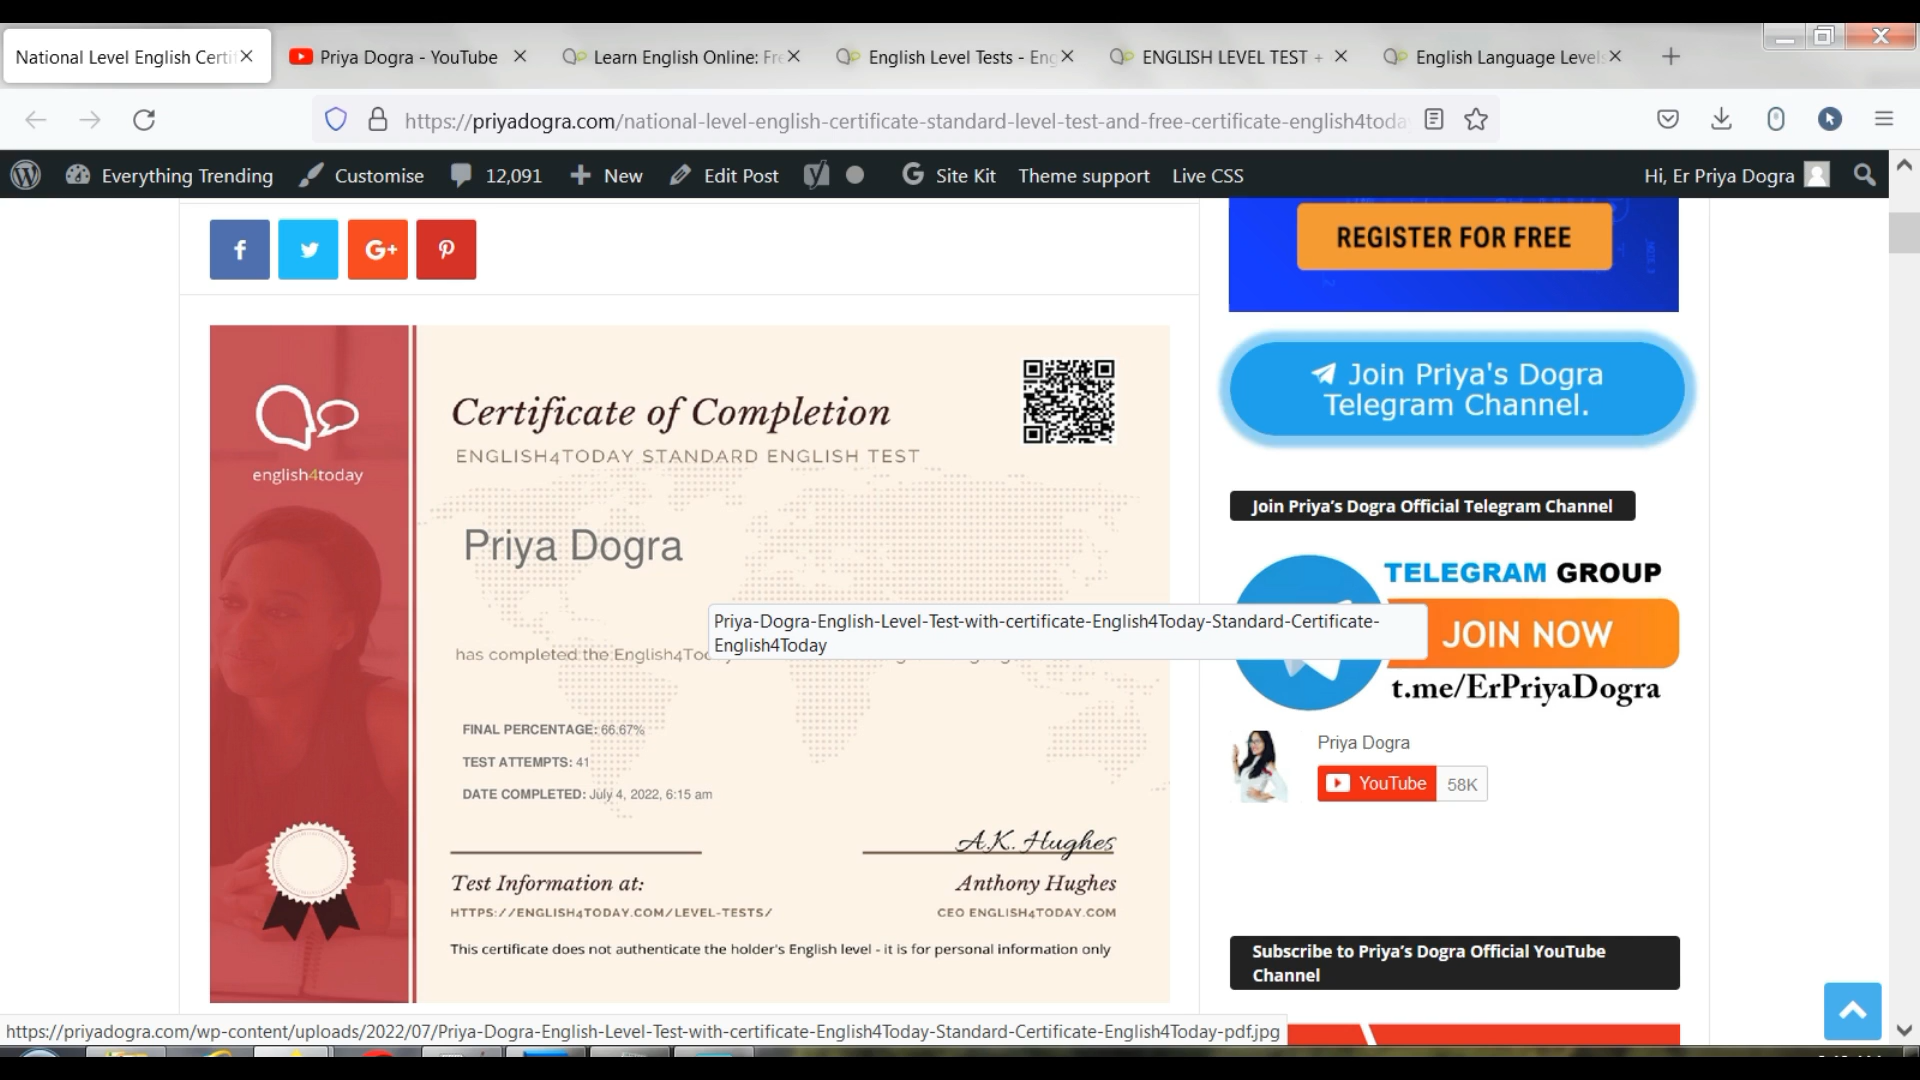 National Level English Certif
Priya Dogra - YouTube
Learn English Online: Fre
English Level Tests - Eng
ENGLISH LEVEL TEST +
English Language Levels
https://priyadogra.com/national-level-english-certificate-standard-level-test-and-free-certificate-english4toda
Everything Trending
Customise
12,091
New
Edit Post
Site Kit
Theme support
Live CSS
Hi, Er Priya Dogra
f
G+
REGISTER FOR FREE
english4today
Certificate of Completion
ENGLISH4TODAY STANDARD ENGLISH TEST
Priya Dogra
Priya-Dogra-English-Level-Test-with-certificate-English4Today-Standard-Certificate-
English4Today
has completed the English4Tod
FINAL PERCENTAGE: 66.67%
TEST ATTEMPTS: 41
DATE COMPLETED: July 4, 2022, 6:15 am
A.K. Hughes
Test Information at:
Anthony Hughes
HTTPS://ENGLISH4TODAY.COM/LEVEL-TESTS/
CEO ENGLISH4TODAY.COM
This certificate does not authenticate the holder's English level - it is for personal information only
Join Priya's Dogra
Telegram Channel.
Join Priya's Dogra Official Telegram Channel
TELEGRAM GROUP
JOIN NOW
t.me/ErPriyaDogra
Priya Dogra
YouTube 58K
Subscribe to Priya's Dogra Official YouTube
Channel
https://priyadogra.com/wp-content/uploads/2022/07/Priya-Dogra-English-Level-Test-with-certificate-English4Today-Standard-Certificate-English4Today-pdf.jpg